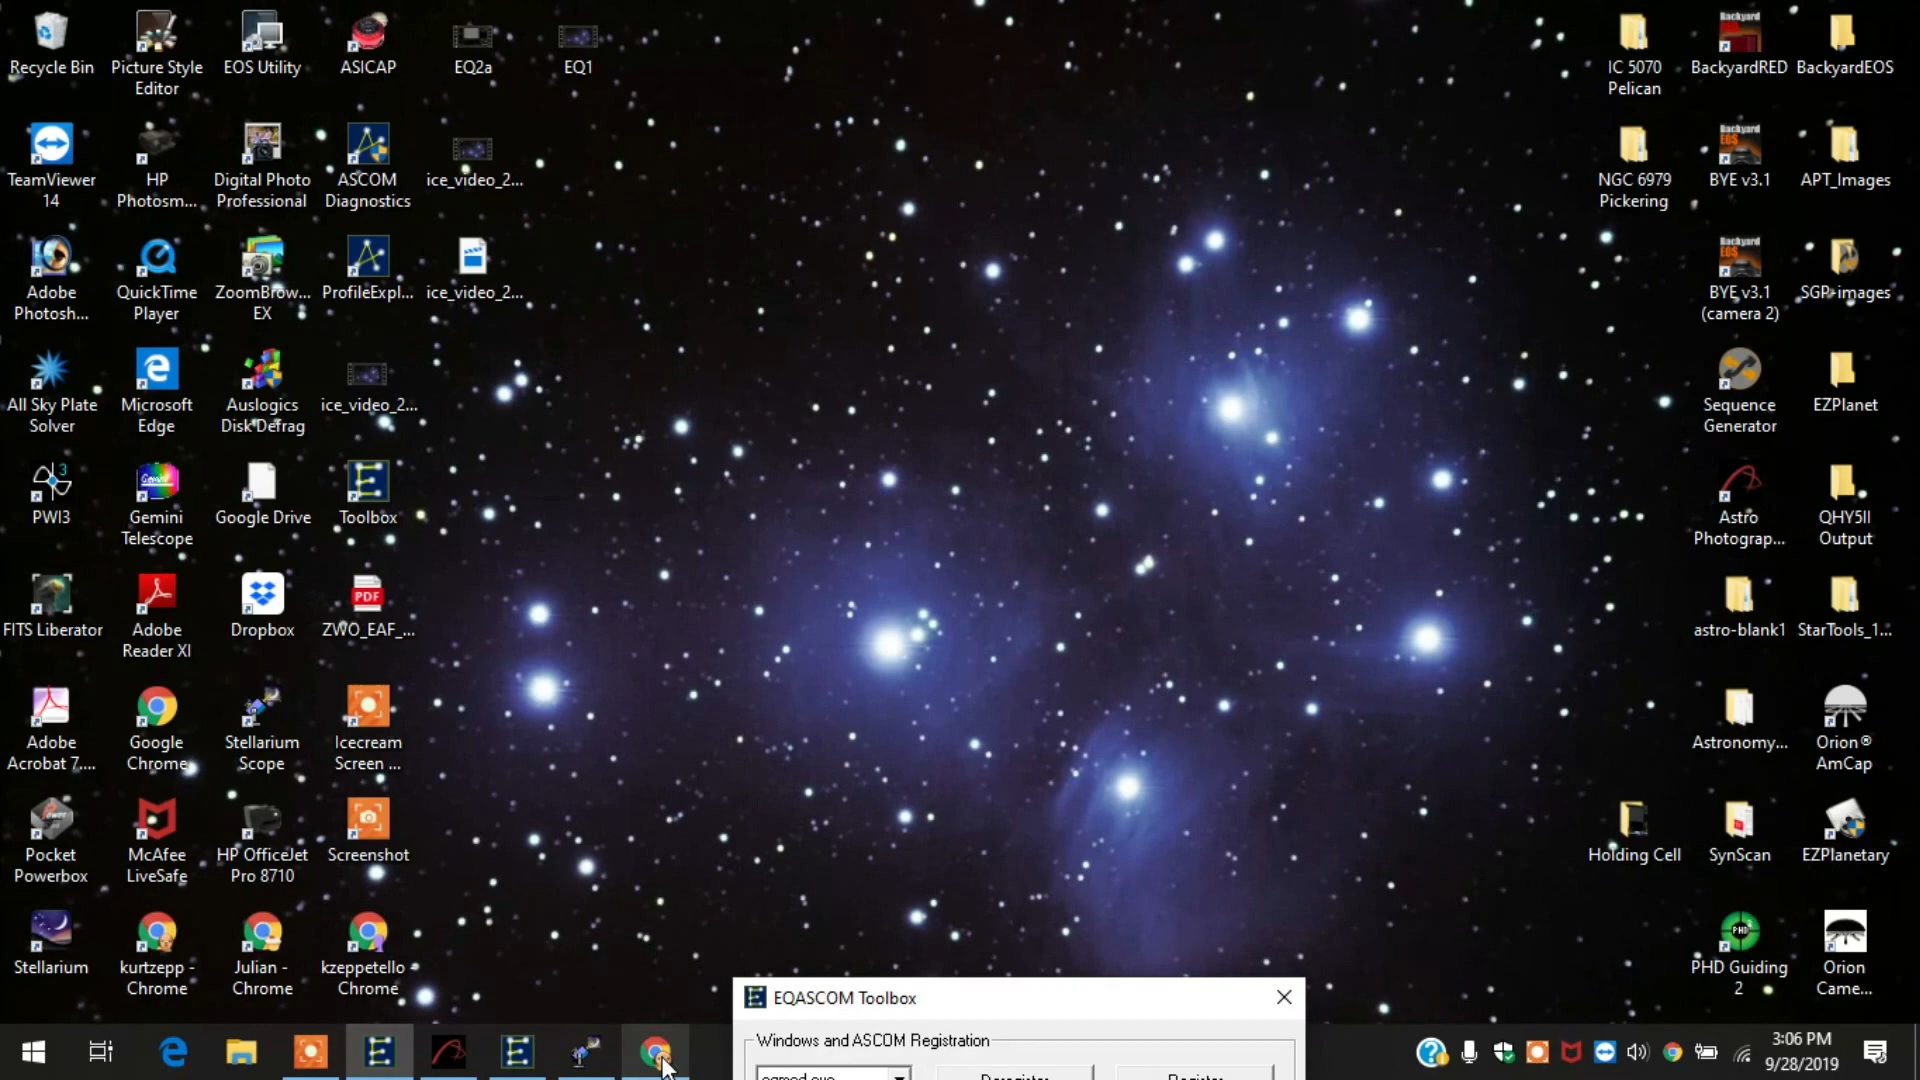 Recycle Bin
Picture Style
Editor
EOS Utility
ASICAP
EQ2a
EQ1
IC 5070
Pelican
BackyardRED
BackyardEOS
TeamViewer
14
HP
Photosm...
Digital Photo
Professional
ASCOM
Diagnostics
ice_video_2...
NGC 6979
Pickering
BYE v3.1
APT_Images
Adobe
Photosh...
QuickTime
Player
ZoomBrow...
EX
ProfileExpl...
ice_video_2...
BYE v3.1
(camera 2)
SGP-images
All Sky Plate
Solver
Microsoft
Edge
Auslogics
Disk Defrag
ice_video_2...
Sequence
Generator
EZPlanet
PWI3
Gemini
Telescope
Google Drive
Toolbox
Astro
Photograp...
QHY5II
Output
FITS Liberator
Adobe
Reader XI
Dropbox
PDF
ZWO_EAF_...
astro-blank1
StarTools_1...
Adobe
Acrobat 7....
Google
Chrome
Stellarium
Scope
Icecream
Screen ...
Astronomy...
Orion®
AmCap
Pocket
Powerbox
McAfee
LiveSafe
HP OfficeJet
Pro 8710
Screenshot
Holding Cell
SynScan
EZPlanetary
Stellarium
kurtzepp -
Chrome
Julian -
Chrome
kzeppetello -
Chrome
PHD
PHD Guiding
2
Orion
Came...
EQASCOM Toolbox
Windows and ASCOM Registration
3:06 PM
9/28/2019